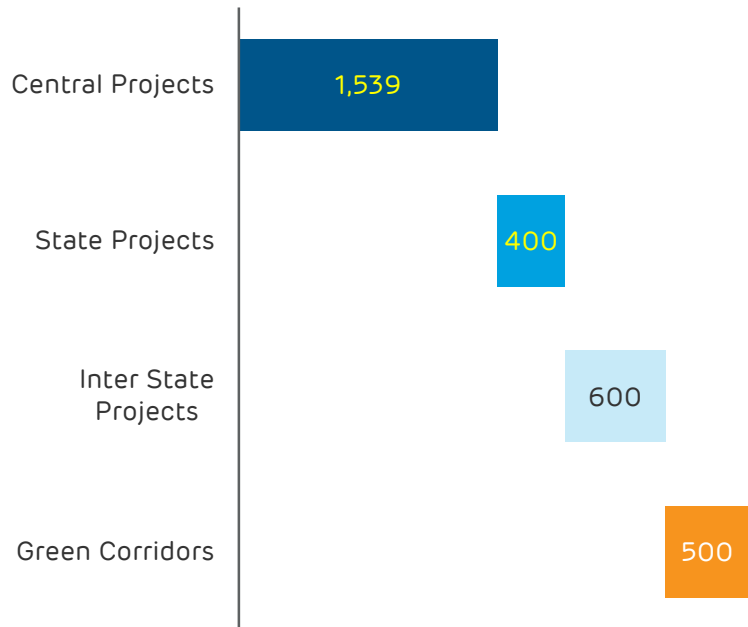 Central Projects
1,539
State Projects
400
Inter State
Projects
600
Green Corridors
500